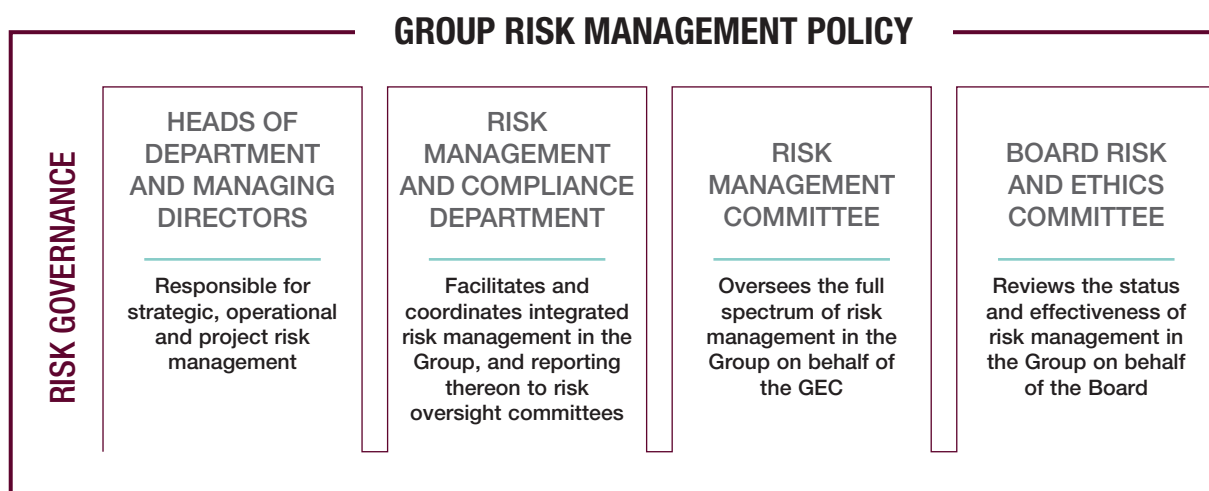 GROUP RISK MANAGEMENT POLICY
RISK GOVERNANCE
HEADS OF
DEPARTMENT
AND MANAGING
DIRECTORS
Responsible for
strategic, operational
and project risk
management
RISK
MANAGEMENT
AND COMPLIANCE
DEPARTMENT
Facilitates and
coordinates integrated
risk management in the
Group, and reporting
thereon to risk
oversight committees
RISK
MANAGEMENT
COMMITTEE
Oversees the full
spectrum of risk
management in the
Group on behalf of
the GEC
BOARD RISK
AND ETHICS
COMMITTEE
Reviews the status
and effectiveness of
risk management in
the Group on behalf
of the Board